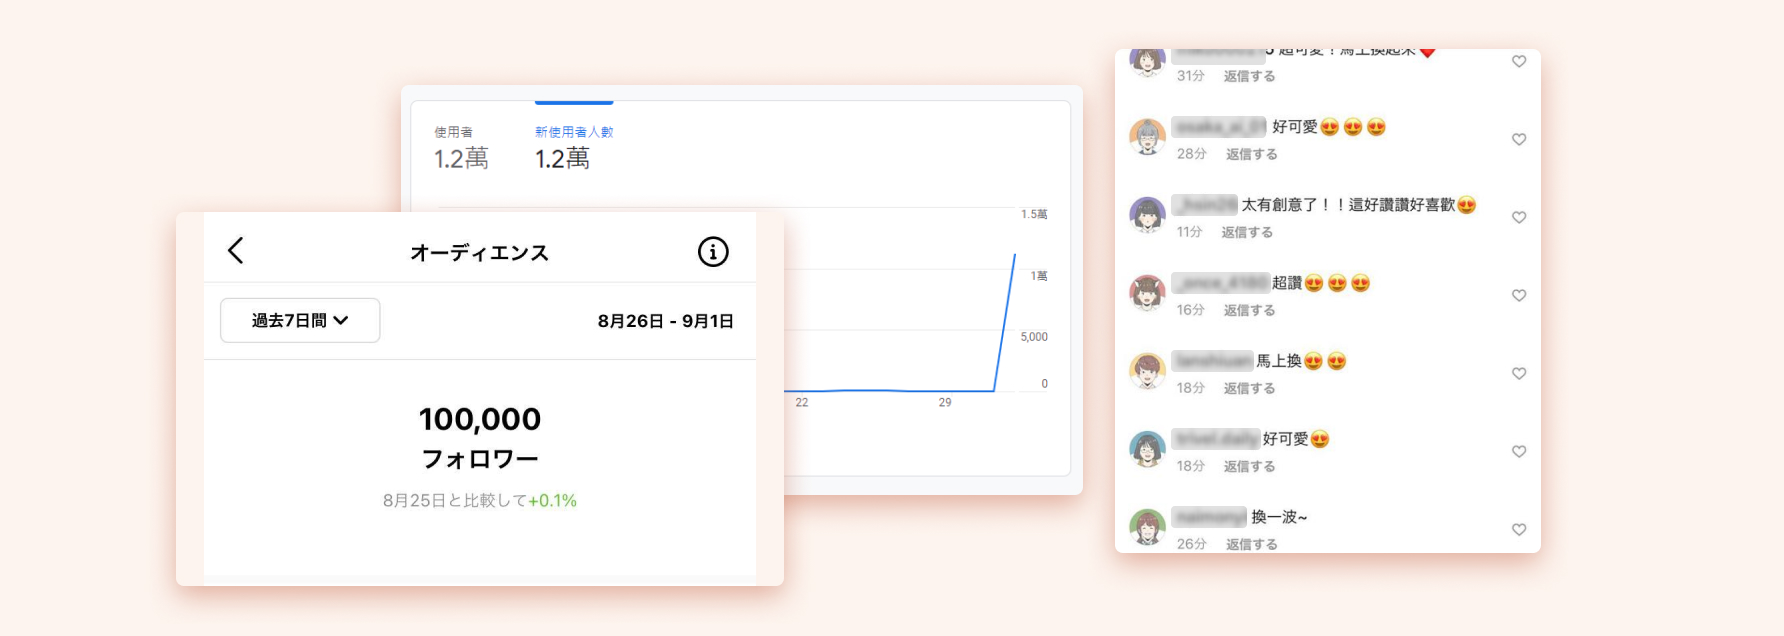 オーディエンス
過去7日間
8月26日 - 9月1日
100,000
フォロワー
8月25日と比較して+0.1%
使用者
1.2萬
新使用者人數
1.2萬
1.5萬
1萬
5,000
0
22
29
超可愛！馬上換起來
31分 返信する
好可愛😍😍😍
28分 返信する
太有創意了！！這好讚讚好喜歡😍
11分 返信する
超讚😍😍😍
16分 返信する
馬上換😍😍
18分 返信する
好可愛😍
18分 返信する
換一波~
26分 返信する